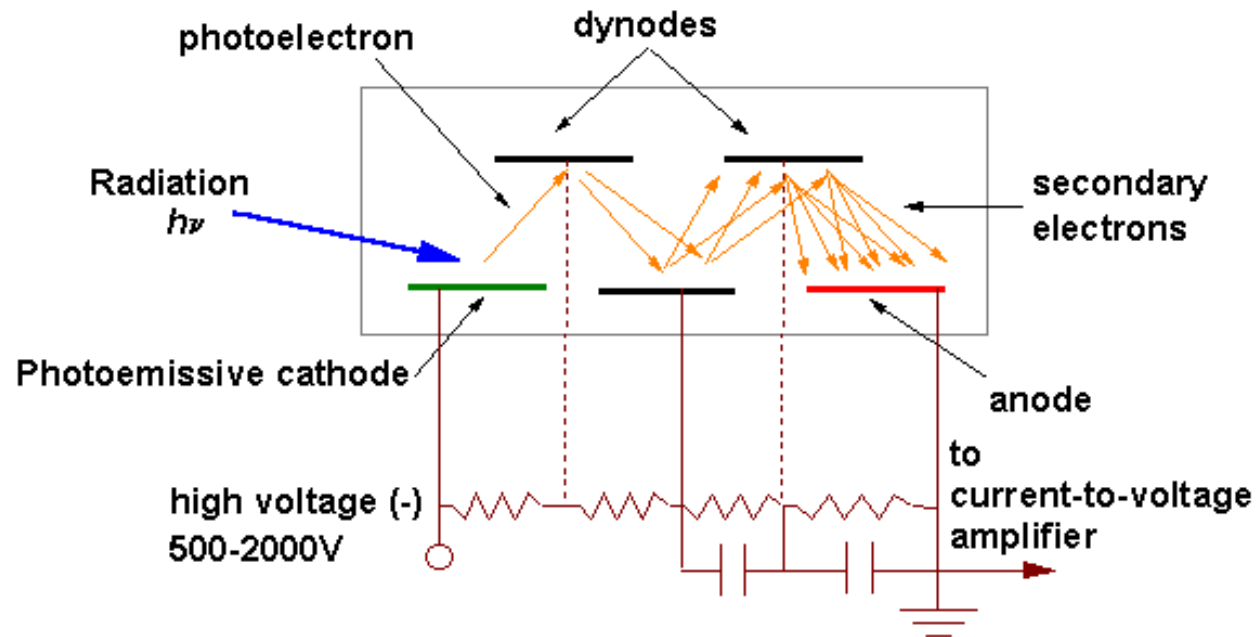 dynodes
photoelectron
Radiation
hν
secondary
electrons
Photoemissive cathode
anode
high voltage (-)
500-2000V
to
current-to-voltage
amplifier